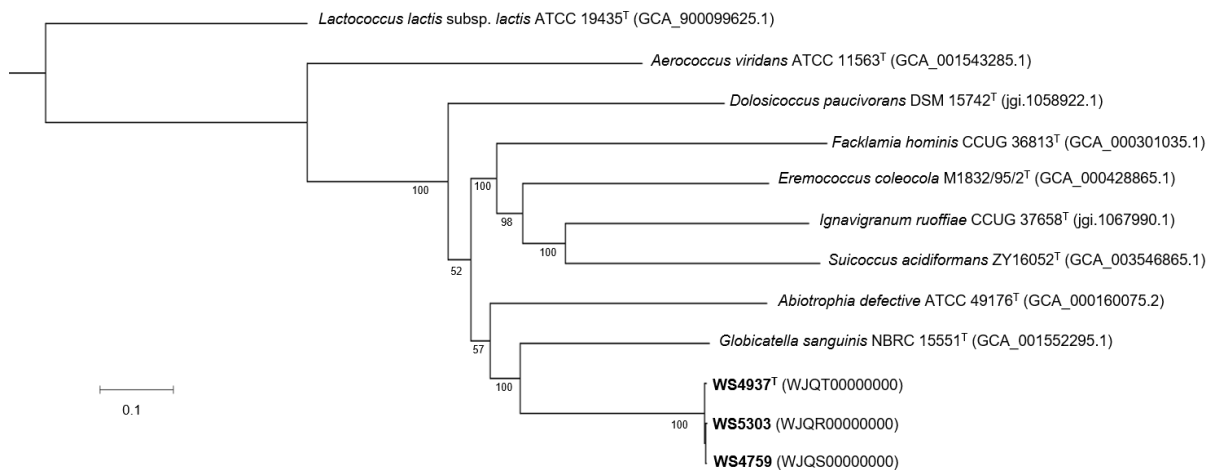 Lactococcus lactis subsp. lactis ATCC 19435ᵀ (GCA_900099625.1)
Aerococcus viridans ATCC 11563ᵀ (GCA_001543285.1)
Dolosicoccus paucivorans DSM 15742ᵀ (jgi.1058922.1)
Facklamia hominis CCUG 36813ᵀ (GCA_000301035.1)
100
100
Eremococcus coleocola M1832/95/2ᵀ (GCA_000428865.1)
98
Ignavigranum ruoffiae CCUG 37658ᵀ (jgi.1067990.1)
100
Suicoccus acidiformans ZY16052ᵀ (GCA_003546865.1)
52
Abiotrophia defective ATCC 49176ᵀ (GCA_000160075.2)
57
Globicatella sanguinis NBRC 15551ᵀ (GCA_001552295.1)
100
WS4937ᵀ (WJQT00000000)
0.1
100
WS5303 (WJQR00000000)
WS4759 (WJQS00000000)